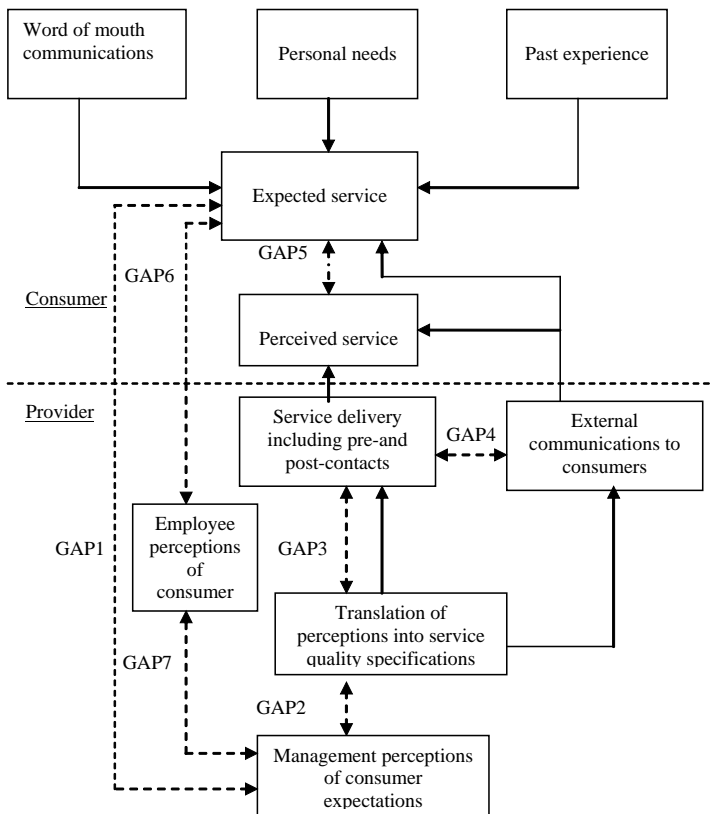 Word of mouth
communications
Personal needs
Past experience
Expected service
GAP5
GAP6
Consumer
Perceived service
Provider
Service delivery
including pre-and
post-contacts
GAP4
External
communications to
consumers
Employee
perceptions
of
consumer
GAP1
GAP3
Translation of
perceptions into service
quality specifications
GAP7
GAP2
Management perceptions
of consumer
expectations